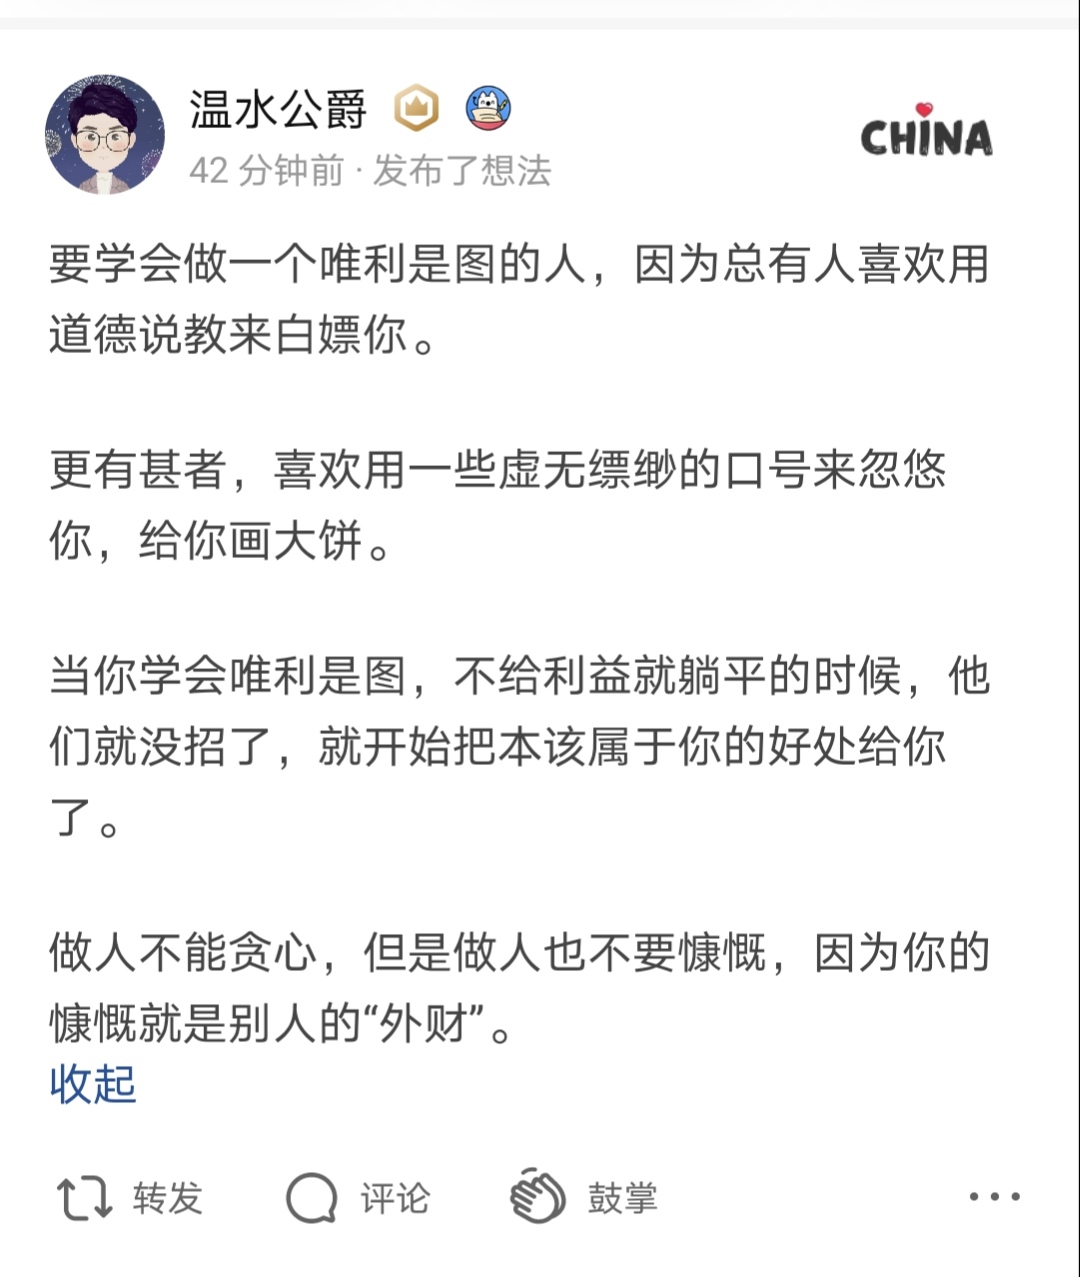 温水公爵
CHINA
42 分钟前 · 发布了想法
要学会做一个唯利是图的人，因为总有人喜欢用
道德说教来白嫖你。
更有甚者，喜欢用一些虚无缥缈的口号来忽悠
你，给你画大饼。
当你学会唯利是图，不给利益就躺平的时候，他
们就没招了，就开始把本该属于你的好处给你
了。
做人不能贪心，但是做人也不要慷慨，因为你的
慷慨就是别人的“外财”。
收起
转发 评论 鼓掌